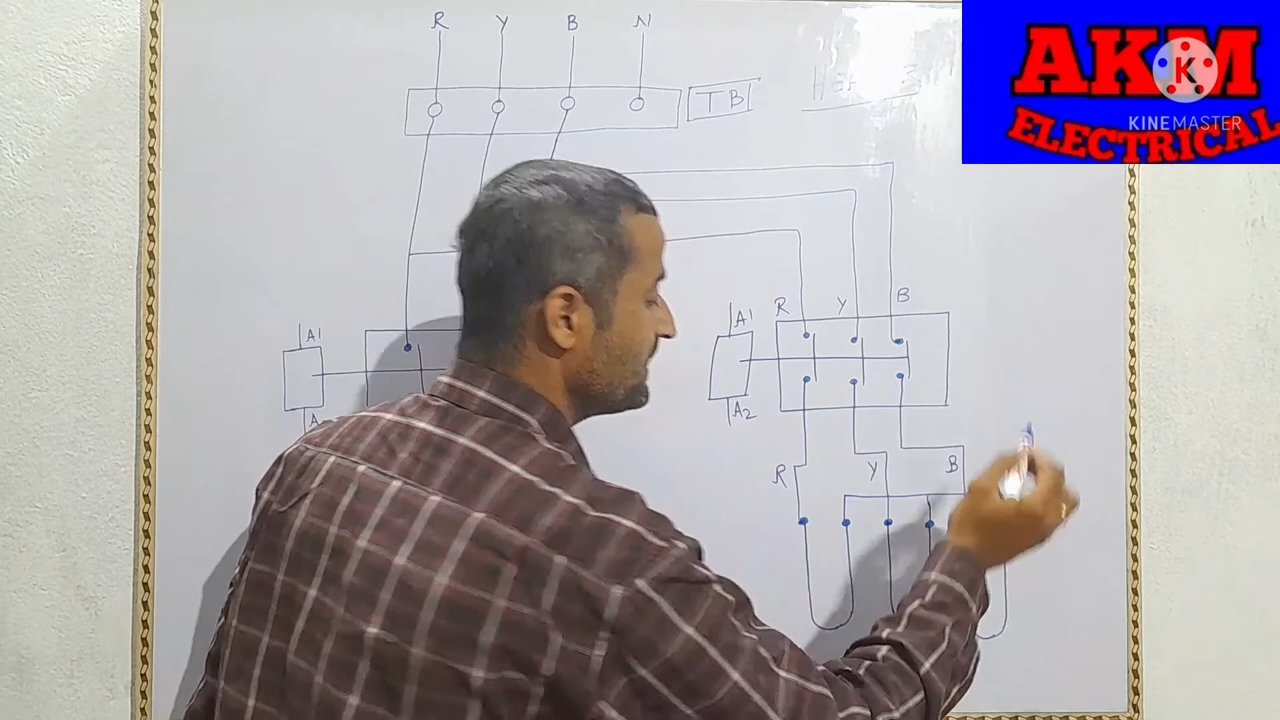 R Y B N
AKM
ELECTRICAL
K
KINEMASTER
TB1
R Y B
A1
A1
A2
R Y B